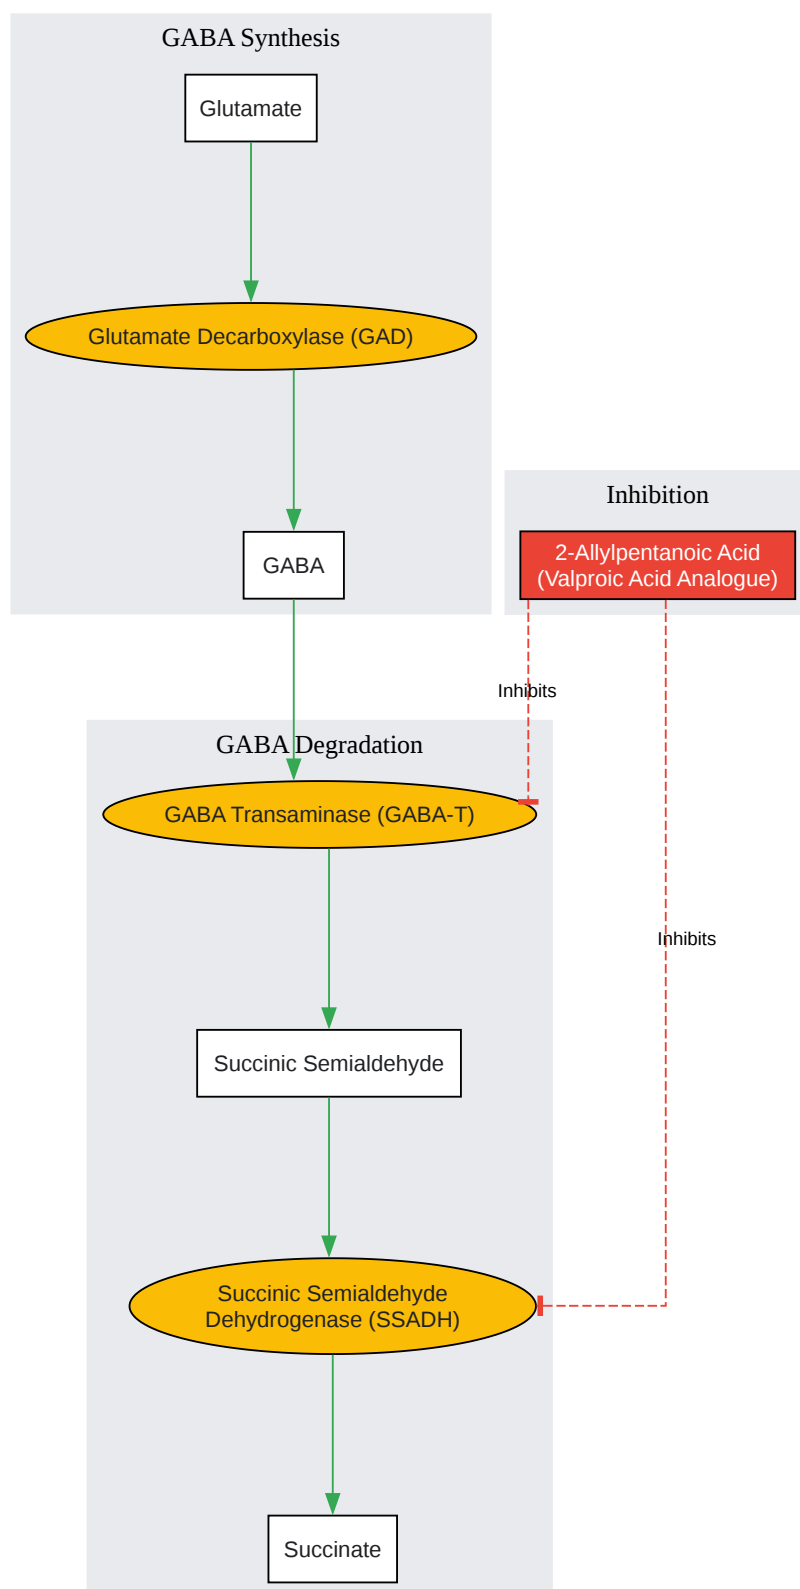 GABA Synthesis
Glutamate
Glutamate Decarboxylase (GAD)
GABA
Inhibition
2-Allylpentanoic Acid
(Valproic Acid Analogue)
Inhibits
GABA Degradation
GABA Transaminase (GABA-T)
Inhibits
Succinic Semialdehyde
Succinic Semialdehyde
Dehydrogenase (SSADH)
Succinate